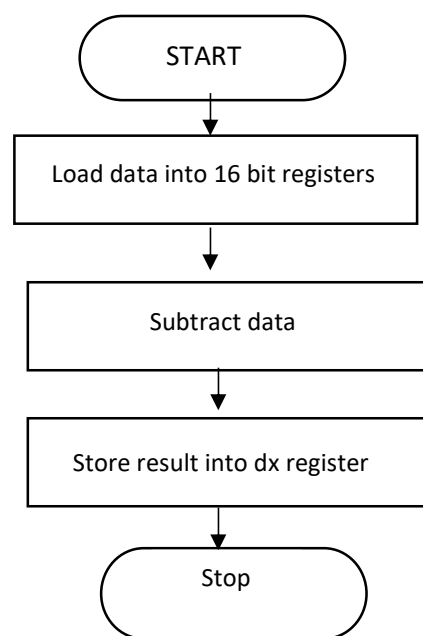 START
Load data into 16 bit registers
Subtract data
Store result into dx register
Stop